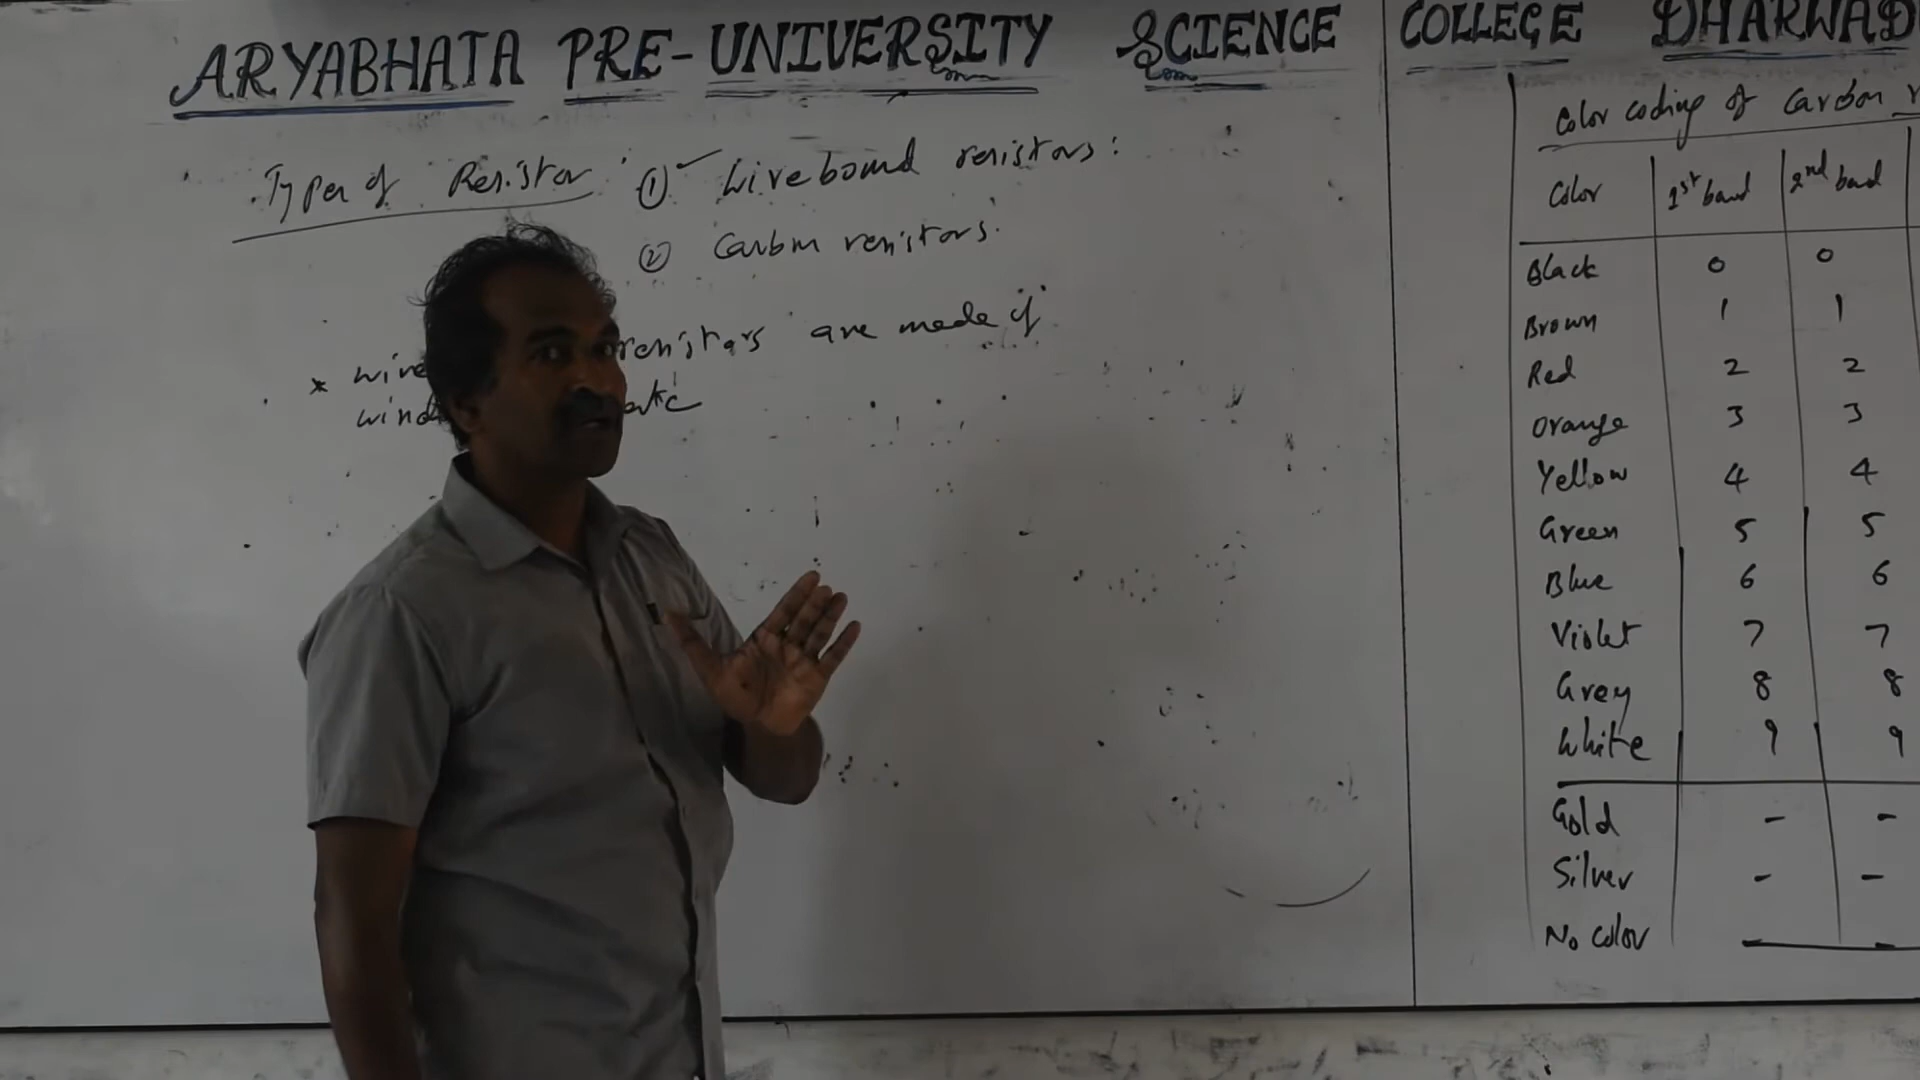 ARYABHATA PRE-UNIVERSITY SCIENCE COLLEGE DHARWAD
Types of Resistor : ① Wirebound resistors :
② Carbon resistors.
* wire resistors are made if
wind
Color coding of Carbon
Color 1st band 2nd band
Black 0 0
Brown 1 1
Red 2 2
Orange 3 3
Yellow 4 4
Green 5 5
Blue 6 6
Violet 7 7
Grey 8 8
White 9 9
Gold - -
Silver - -
No color - -